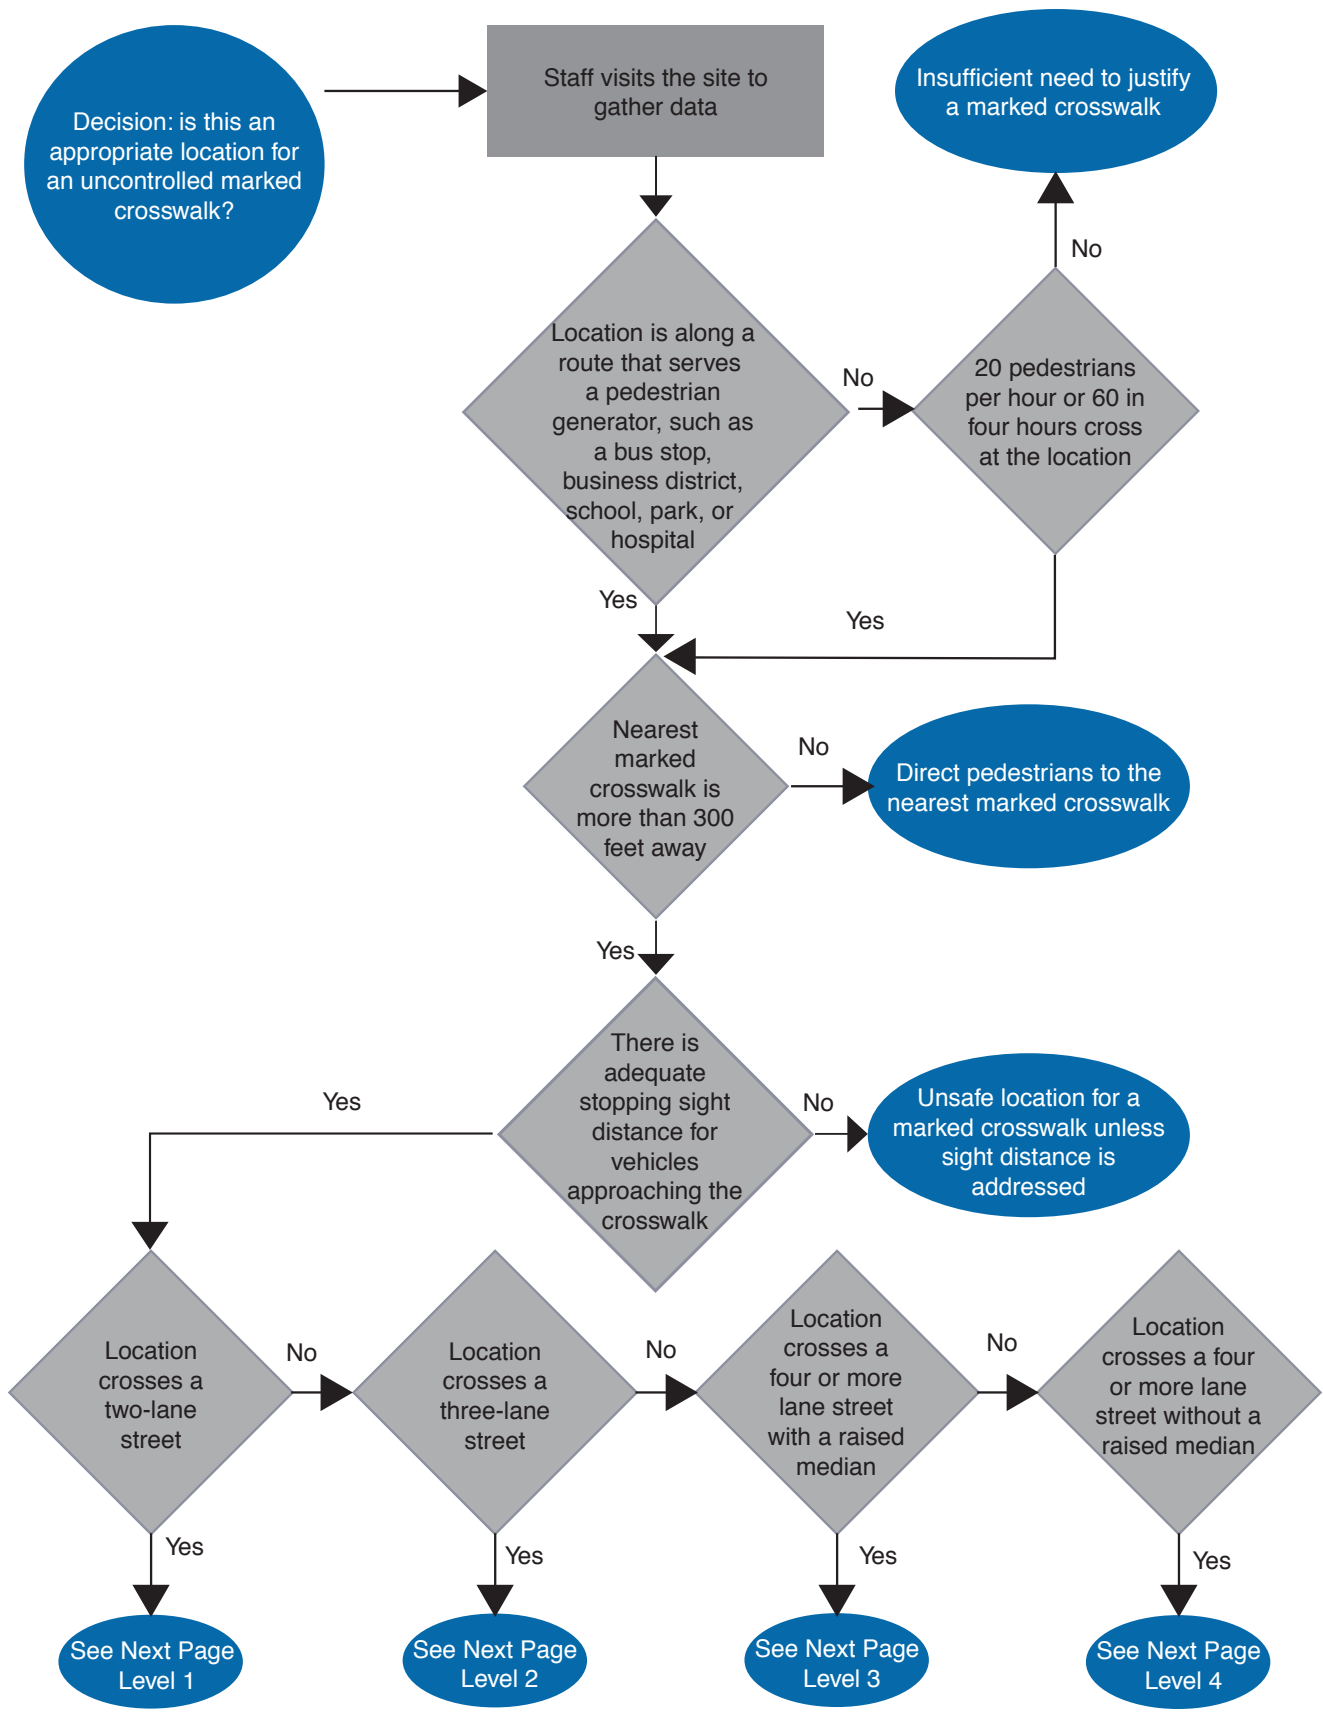 Decision: is this an
appropriate location for
an uncontrolled marked
crosswalk?
Staff visits the site to
gather data
Insufficient need to justify
a marked crosswalk
No
Location is along a
route that serves
a pedestrian
generator, such as
a bus stop,
business district,
school, park, or
hospital
No
20 pedestrians
per hour or 60 in
four hours cross
at the location
Yes
Yes
Nearest
marked
crosswalk is
more than 300
feet away
No
Direct pedestrians to the
nearest marked crosswalk
Yes
There is
adequate
stopping sight
distance for
vehicles
approaching the
crosswalk
Yes
No
Unsafe location for a
marked crosswalk unless
sight distance is
addressed
Location
crosses a
two-lane
street
No
Location
crosses a
three-lane
street
No
Location
crosses a
four or more
lane street
with a raised
median
No
Location
crosses a four
or more lane
street without a
raised median
Yes
Yes
Yes
Yes
See Next Page
Level 1
See Next Page
Level 2
See Next Page
Level 3
See Next Page
Level 4